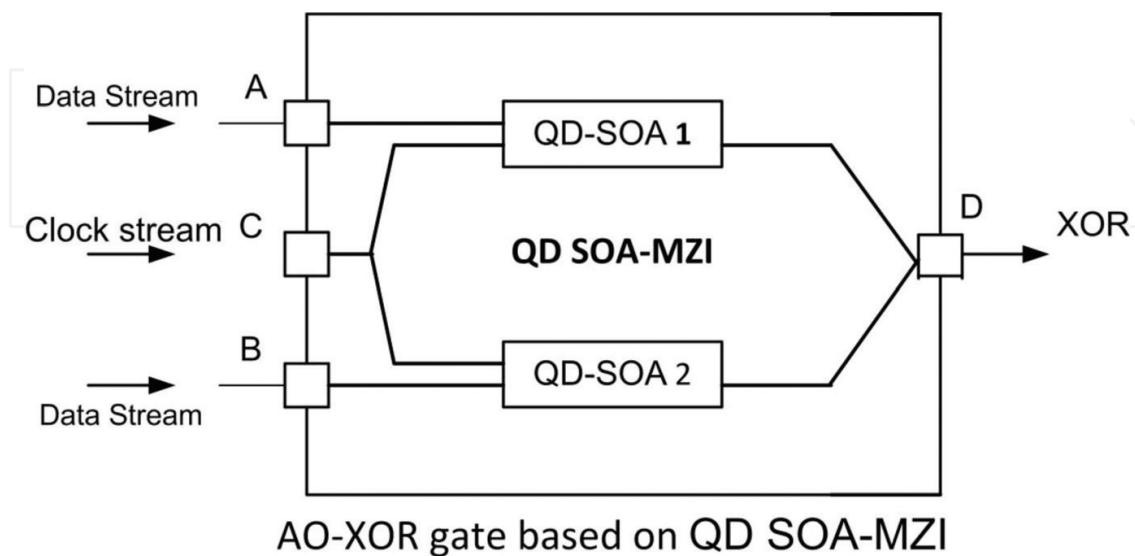 A
Data Stream
QD-SOA 1
Clock stream
C
QD SOA-MZI
D
XOR
B
QD-SOA 2
Data Stream
AO-XOR gate based on QD SOA-MZI